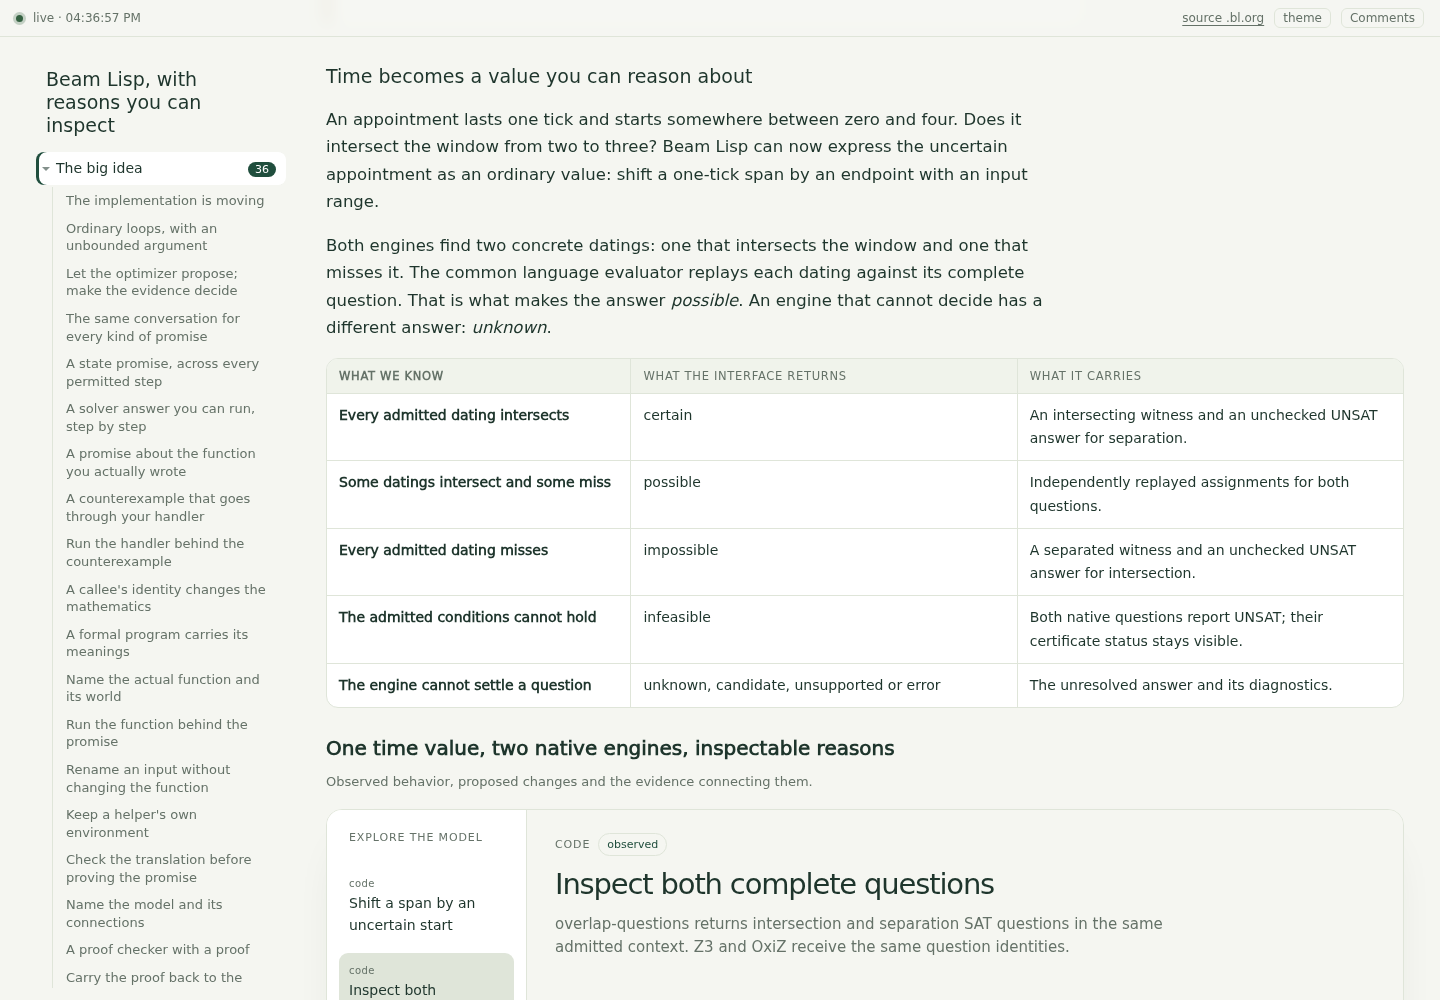 live · 04:36:57 PM
source .bl.org
theme
Comments
Beam Lisp, with
reasons you can
inspect
The big idea
36
The implementation is moving
Ordinary loops, with an
unbounded argument
Let the optimizer propose;
make the evidence decide
The same conversation for
every kind of promise
A state promise, across every
permitted step
A solver answer you can run,
step by step
A promise about the function
you actually wrote
A counterexample that goes
through your handler
Run the handler behind the
counterexample
A callee's identity changes the
mathematics
A formal program carries its
meanings
Name the actual function and
its world
Run the function behind the
promise
Rename an input without
changing the function
Keep a helper's own
environment
Check the translation before
proving the promise
Name the model and its
connections
A proof checker with a proof
Carry the proof back to the
Time becomes a value you can reason about
An appointment lasts one tick and starts somewhere between zero and four. Does it
intersect the window from two to three? Beam Lisp can now express the uncertain
appointment as an ordinary value: shift a one-tick span by an endpoint with an input
range.
Both engines find two concrete datings: one that intersects the window and one that
misses it. The common language evaluator replays each dating against its complete
question. That is what makes the answer possible. An engine that cannot decide has a
different answer: unknown.
WHAT WE KNOW
WHAT THE INTERFACE RETURNS
WHAT IT CARRIES
Every admitted dating intersects
certain
An intersecting witness and an unchecked UNSAT
answer for separation.
Some datings intersect and some miss
possible
Independently replayed assignments for both
questions.
Every admitted dating misses
impossible
A separated witness and an unchecked UNSAT
answer for intersection.
The admitted conditions cannot hold
infeasible
Both native questions report UNSAT; their
certificate status stays visible.
The engine cannot settle a question
unknown, candidate, unsupported or error
The unresolved answer and its diagnostics.
One time value, two native engines, inspectable reasons
Observed behavior, proposed changes and the evidence connecting them.
EXPLORE THE MODEL
code
Shift a span by an
uncertain start
code
Inspect both
CODE
observed
Inspect both complete questions
overlap-questions returns intersection and separation SAT questions in the same
admitted context. Z3 and OxiZ receive the same question identities.